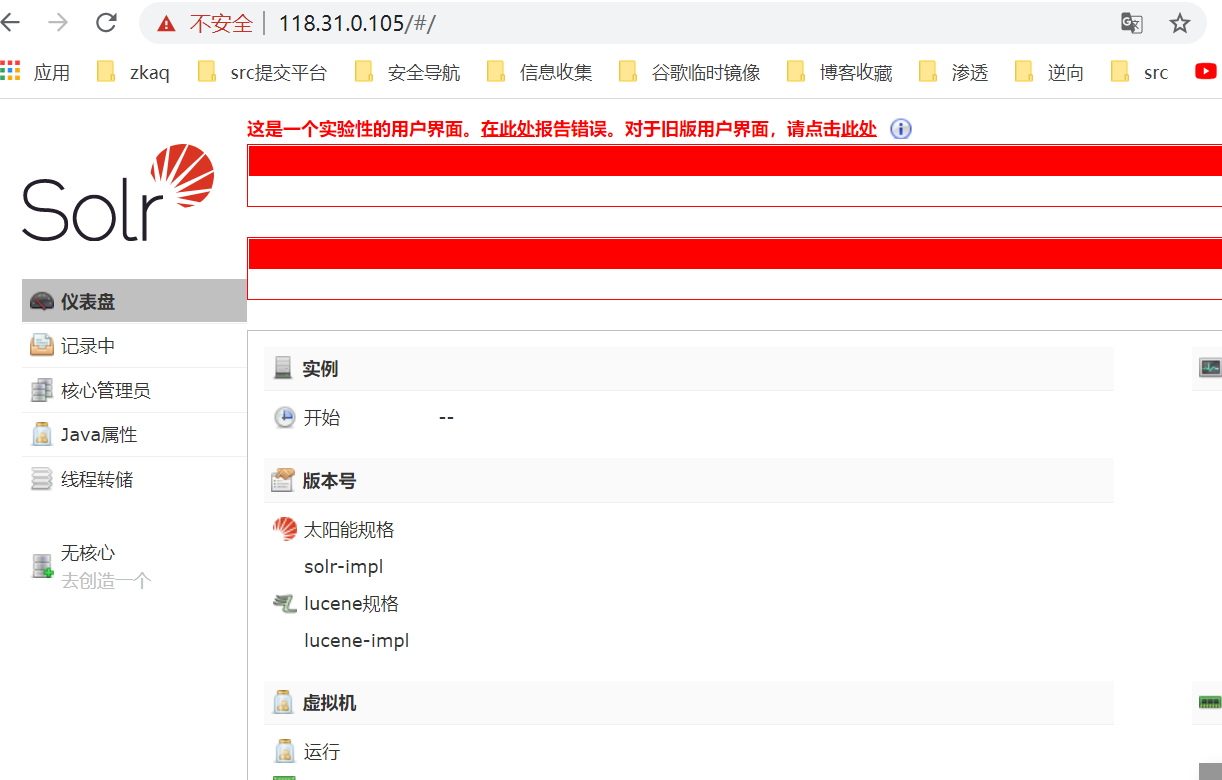 不安全 118.31.0.105/#/
应用 zkaq src提交平台 安全导航 信息收集 谷歌临时镜像 博客收藏 渗透 逆向 src
这是一个实验性的用户界面。在此处报告错误。对于旧版用户界面，请点击此处
Solr
仪表盘
记录中
核心管理员
Java属性
线程转储
无核心
去创造一个
实例
开始 --
版本号
太阳能规格
solr-impl
lucene规格
lucene-impl
虚拟机
运行